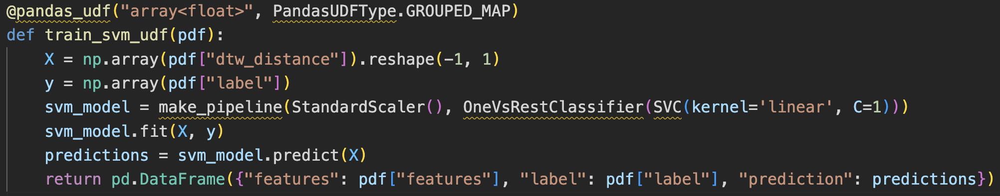 @pandas_udf("array<float>", PandasUDFType.GROUPED_MAP)
def train_svm_udf(pdf):
    X = np.array(pdf["dtw_distance"]).reshape(-1, 1)
    y = np.array(pdf["label"])
    svm_model = make_pipeline(StandardScaler(), OneVsRestClassifier(SVC(kernel='linear', C=1)))
    svm_model.fit(X, y)
    predictions = svm_model.predict(X)
    return pd.DataFrame({"features": pdf["features"], "label": pdf["label"], "prediction": predictions})